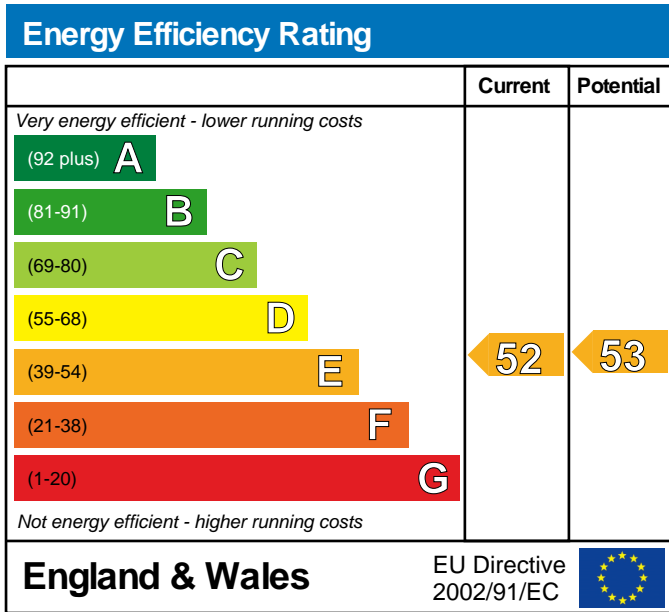 Energy Efficiency Rating
Current Potential
Very energy efficient - lower running costs
(92 plus) A
(81-91) B
(69-80) C
(55-68) D
(39-54) E
52 53
(21-38) F
(1-20) G
Not energy efficient - higher running costs
England & Wales
EU Directive
2002/91/EC